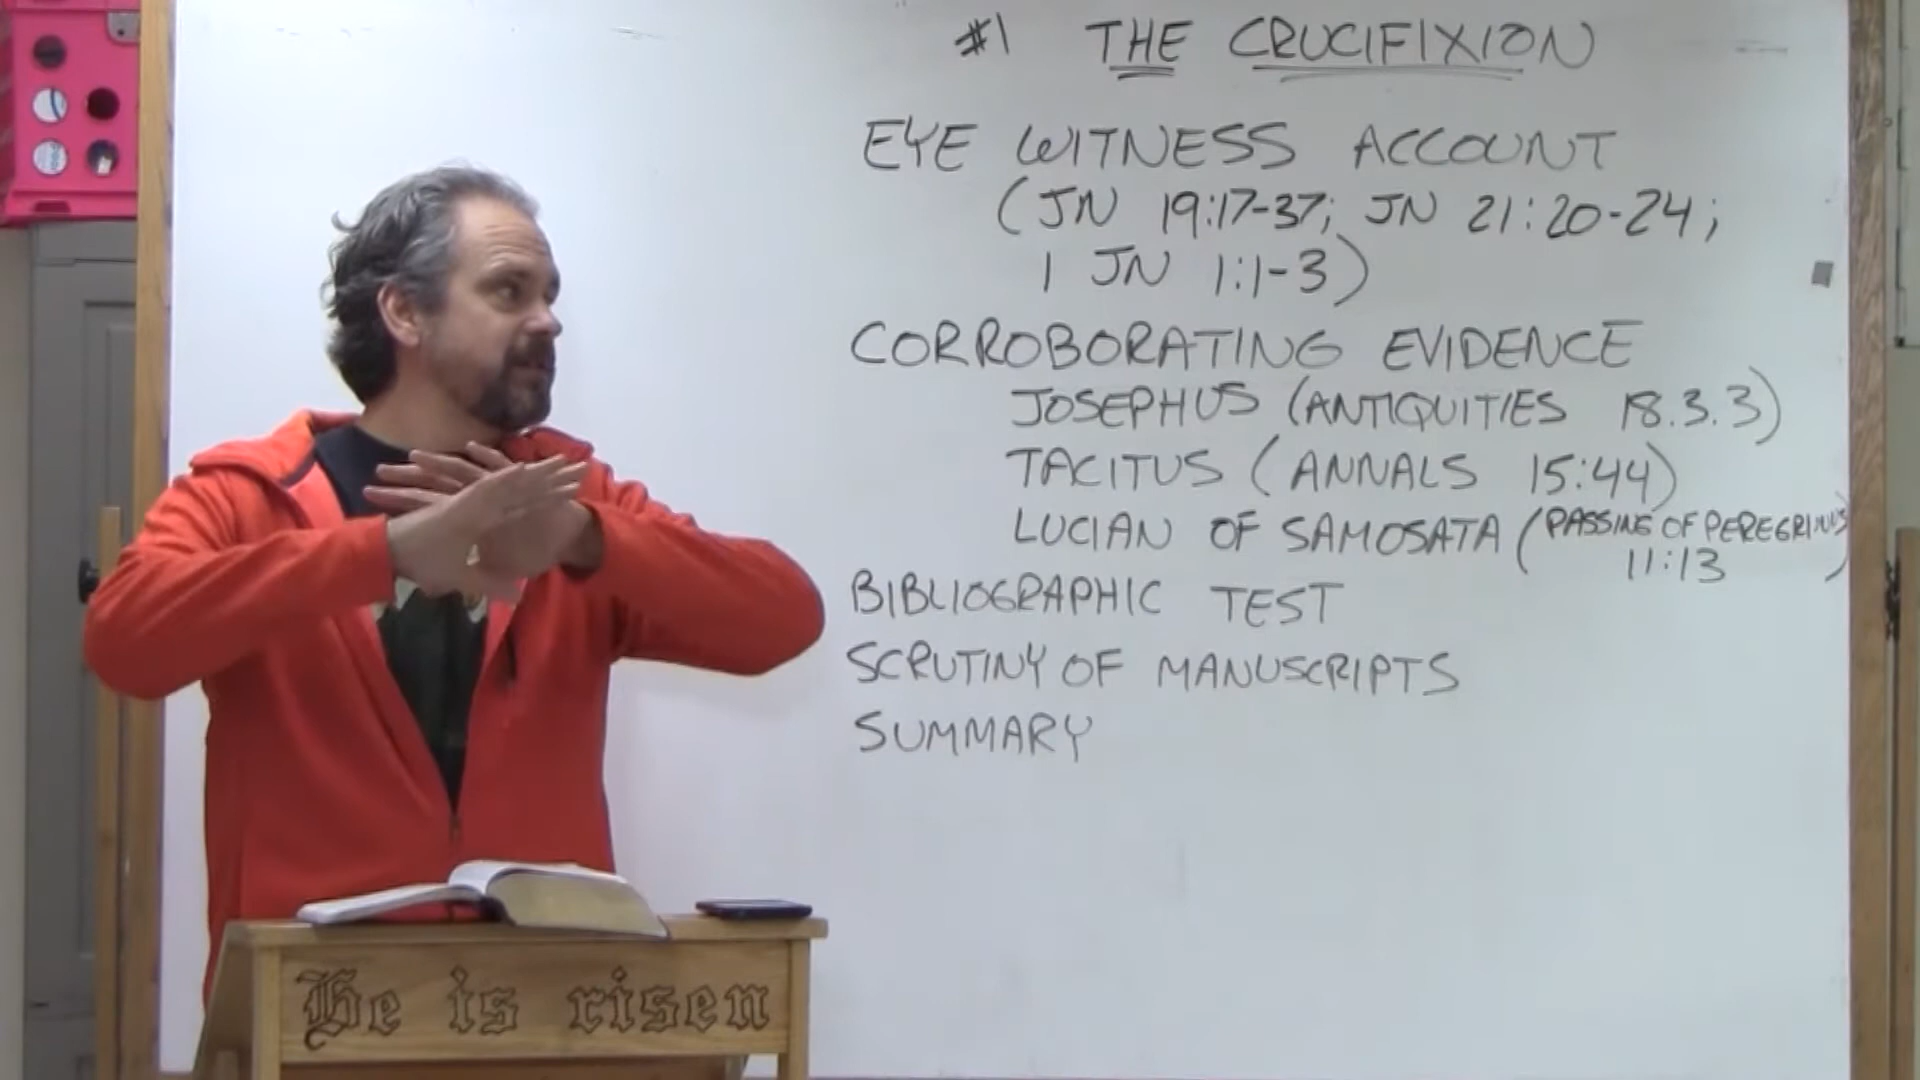 #1 THE CRUCIFIXION
EYE WITNESS ACCOUNT
(JN 19:17-37; JN 21:20-24;
1 JN 1:1-3)
CORROBORATING EVIDENCE
JOSEPHUS (ANTIQUITIES 18.3.3)
TACITUS (ANNALS 15:44)
LUCIAN OF SAMOSATA (PASSING OF PEREGRINUS
11:13)
BIBLIOGRAPHIC TEST
SCRUTINY OF MANUSCRIPTS
SUMMARY
He is risen